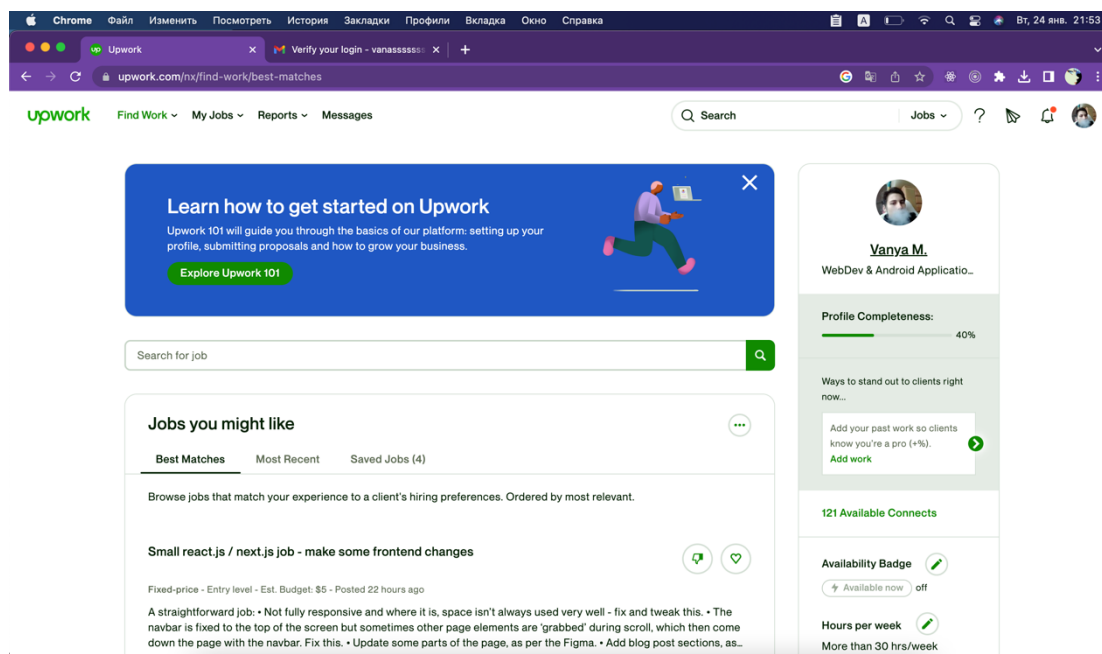 Chrome Файл Изменить Посмотреть История Закладки Профили Вкладка Окно Справка A Вт, 24 янв. 21:53
up Upwork × Verify your login - vanassssss × +
upwork.com/nx/find-work/best-matches
upwork Find Work My Jobs Reports Messages Search Jobs ?
Learn how to get started on Upwork
Upwork 101 will guide you through the basics of our platform: setting up your
profile, submitting proposals and how to grow your business.
Explore Upwork 101
Search for job
Jobs you might like
Best Matches Most Recent Saved Jobs (4)
Browse jobs that match your experience to a client's hiring preferences. Ordered by most relevant.
Small react.js / next.js job - make some frontend changes
Fixed-price - Entry level - Est. Budget: $5 - Posted 22 hours ago
A straightforward job: • Not fully responsive and where it is, space isn't always used very well - fix and tweak this. • The
navbar is fixed to the top of the screen but sometimes other page elements are 'grabbed' during scroll, which then come
down the page with the navbar. Fix this. • Update some parts of the page, as per the Figma. • Add blog post sections, as…
Vanya M.
WebDev & Android Applicatio…
Profile Completeness:
40%
Ways to stand out to clients right
now...
Add your past work so clients
know you're a pro (+%).
Add work
121 Available Connects
Availability Badge
Available now off
Hours per week
More than 30 hrs/week